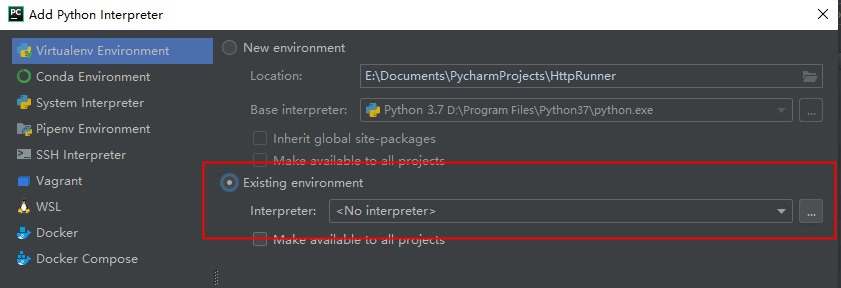 PC Add Python Interpreter
Virtualenv Environment
Conda Environment
System Interpreter
Pipenv Environment
SSH Interpreter
Vagrant
WSL
Docker
Docker Compose
New environment
Location: E:\Documents\PycharmProjects\HttpRunner
Base interpreter: Python 3.7 D:\Program Files\Python37\python.exe ...
Inherit global site-packages
Make available to all projects
Existing environment
Interpreter: <No interpreter> ...
Make available to all projects